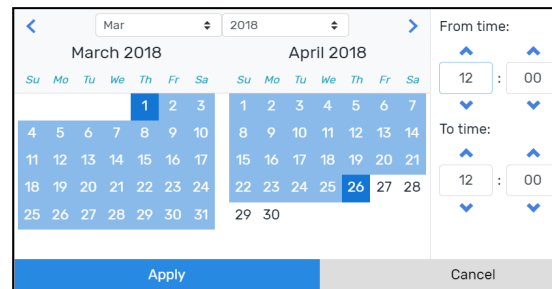 Mar 2018
March 2018
Su Mo Tu We Th Fr Sa
1 2 3
4 5 6 7 8 9 10
11 12 13 14 15 16 17
18 19 20 21 22 23 24
25 26 27 28 29 30 31
April 2018
Su Mo Tu We Th Fr Sa
1 2 3 4 5 6 7
8 9 10 11 12 13 14
15 16 17 18 19 20 21
22 23 24 25 26 27 28
29 30
From time:
12 : 00
To time:
12 : 00
Apply
Cancel